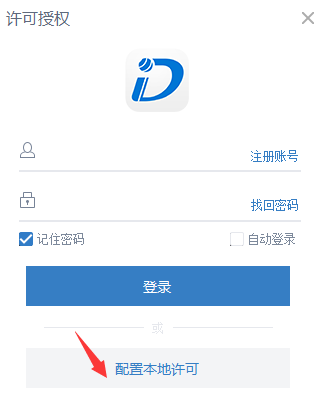 许可授权
注册账号
找回密码
记住密码 自动登录
登录
或
配置本地许可